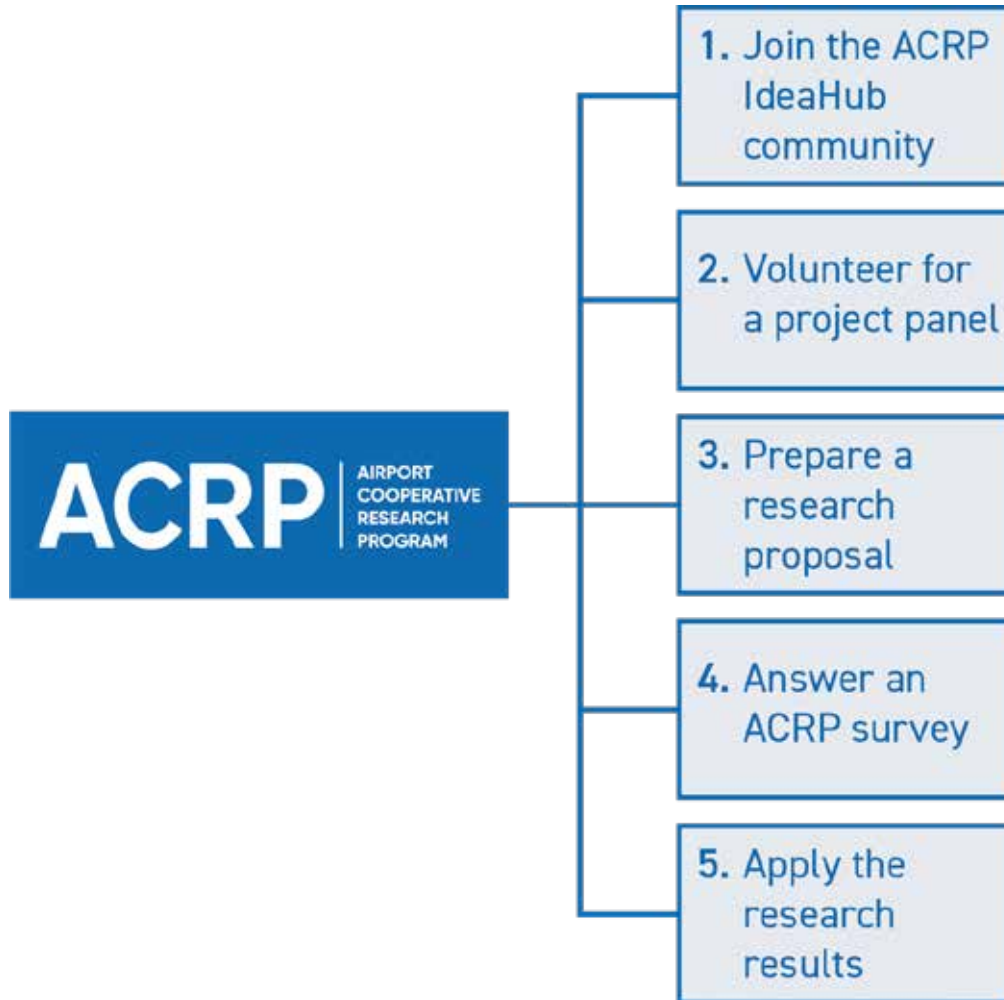 1. Join the ACRP
IdeaHub
community
2. Volunteer for
a project panel
ACRP
AIRPORT
COOPERATIVE
RESEARCH
PROGRAM
3. Prepare a
research
proposal
4. Answer an
ACRP survey
5. Apply the
research
results